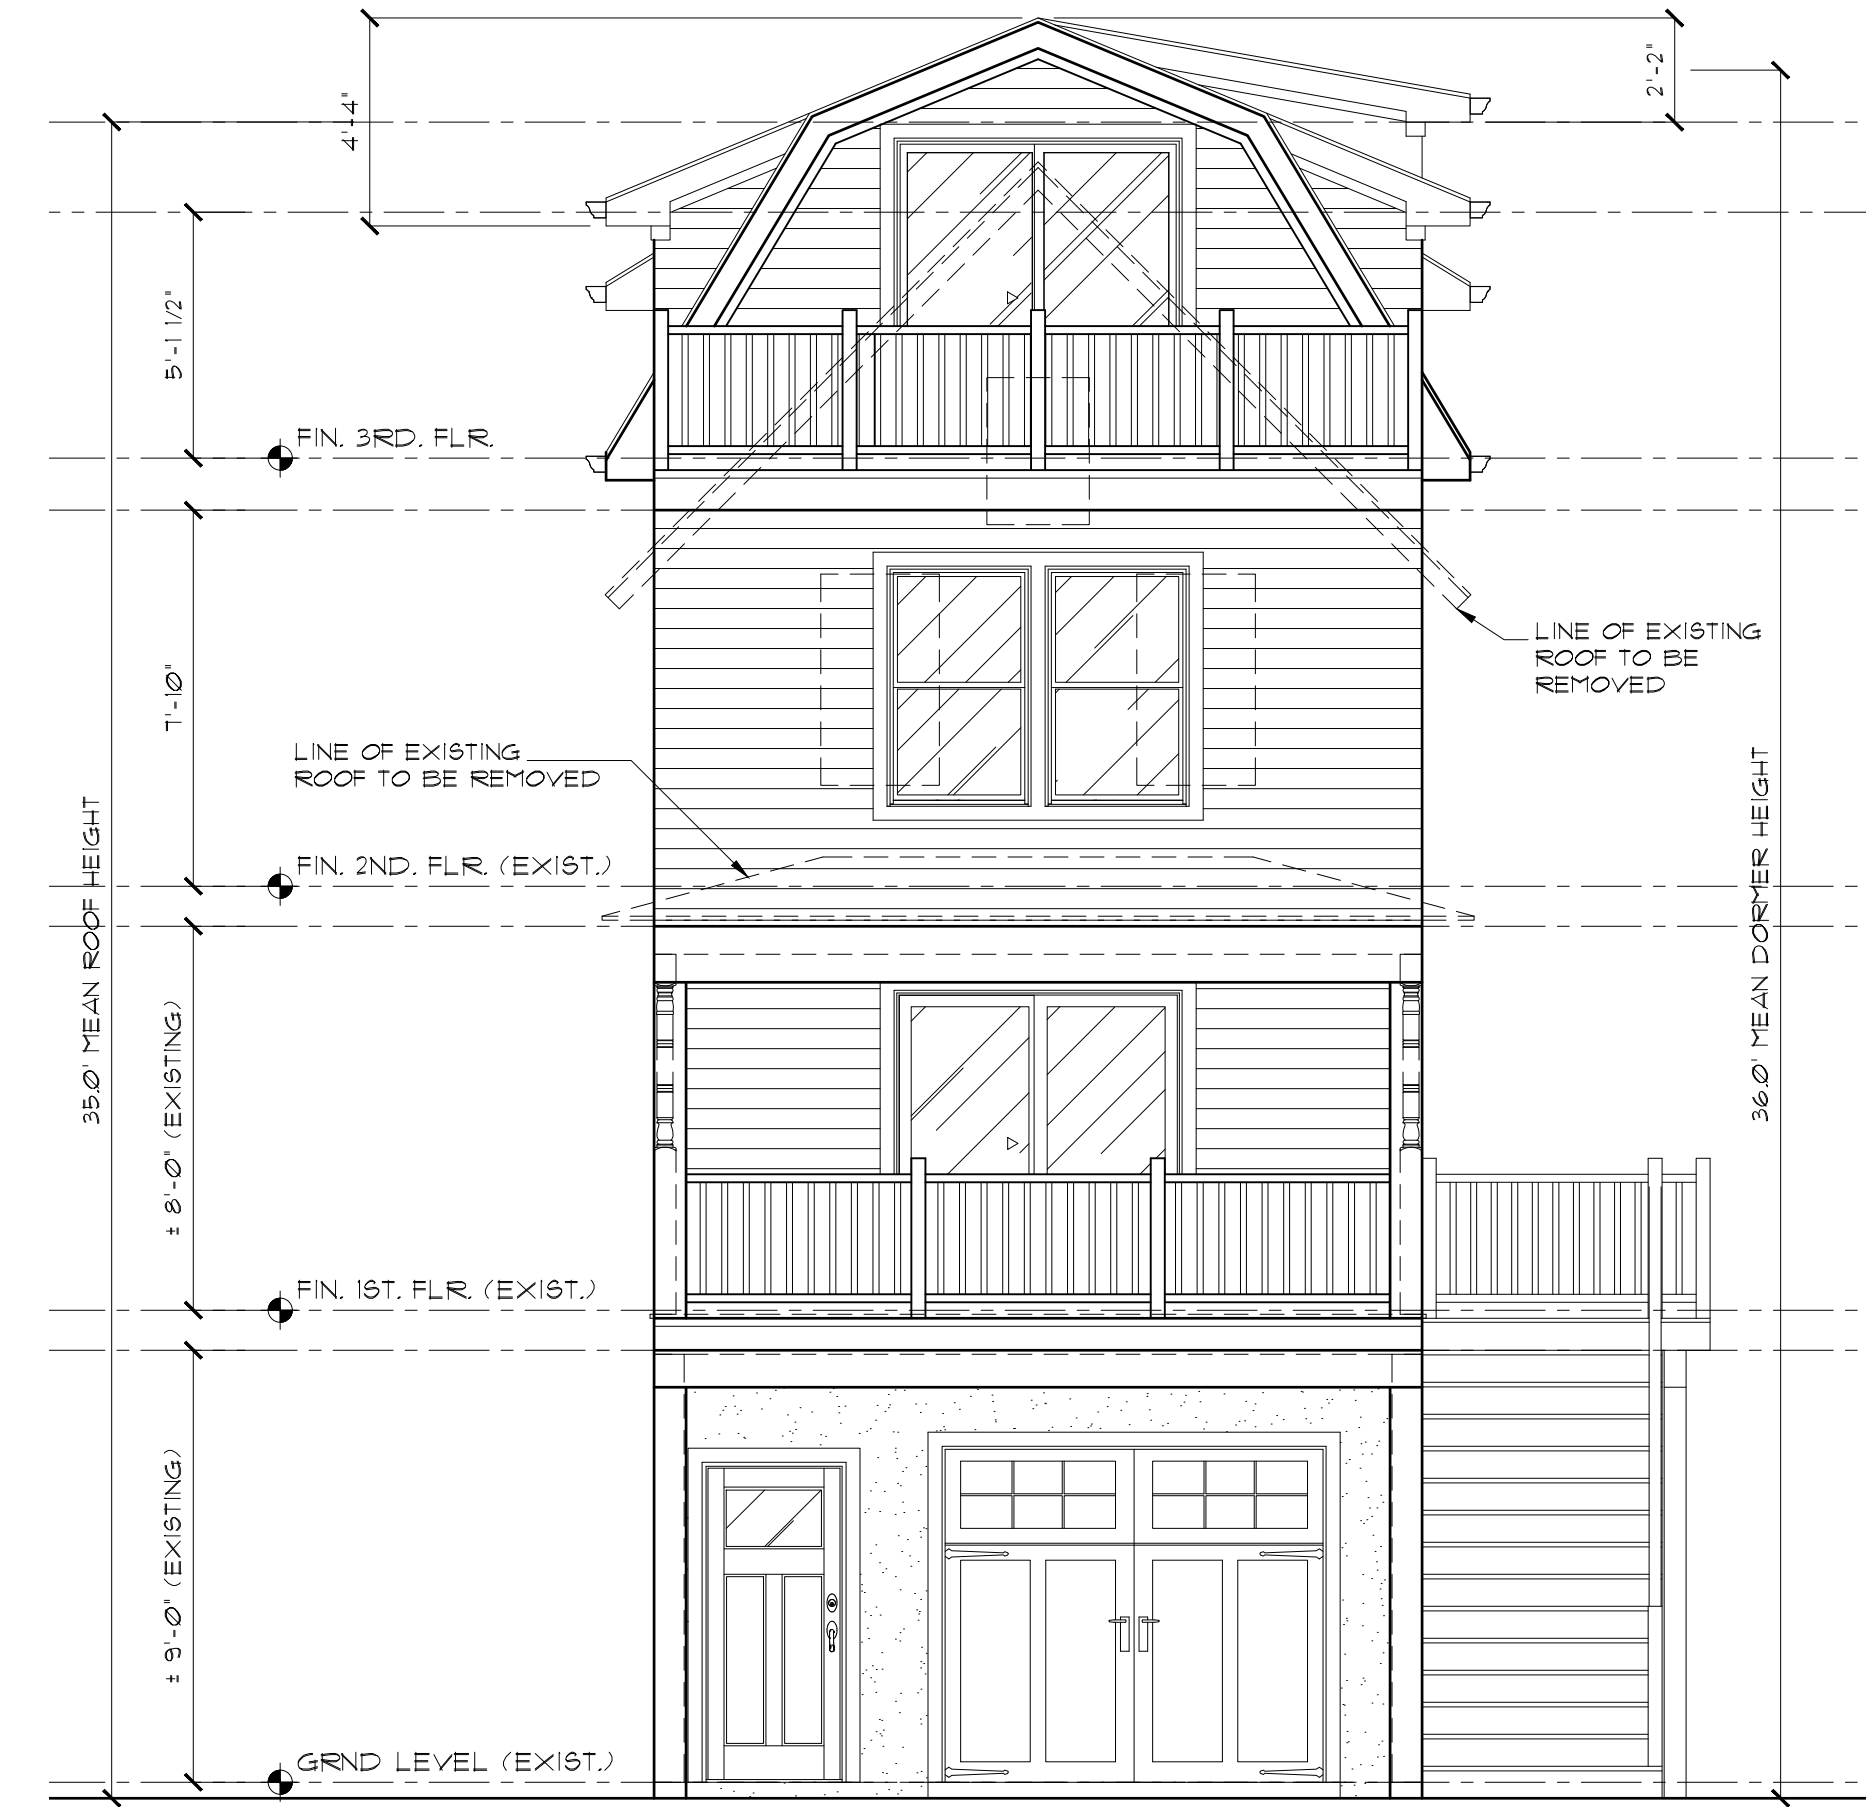 4'-4"
2'-2"
5'-1 1/2"
FIN. 3RD. FLR.
LINE OF EXISTING
ROOF TO BE
REMOVED
7'-10"
LINE OF EXISTING
ROOF TO BE REMOVED
FIN. 2ND. FLR. (EXIST.)
35.0' MEAN ROOF HEIGHT
36.0' MEAN DORMER HEIGHT
± 8'-0" (EXISTING)
FIN. 1ST. FLR. (EXIST.)
± 9'-0" (EXISTING)
GRND LEVEL (EXIST.)